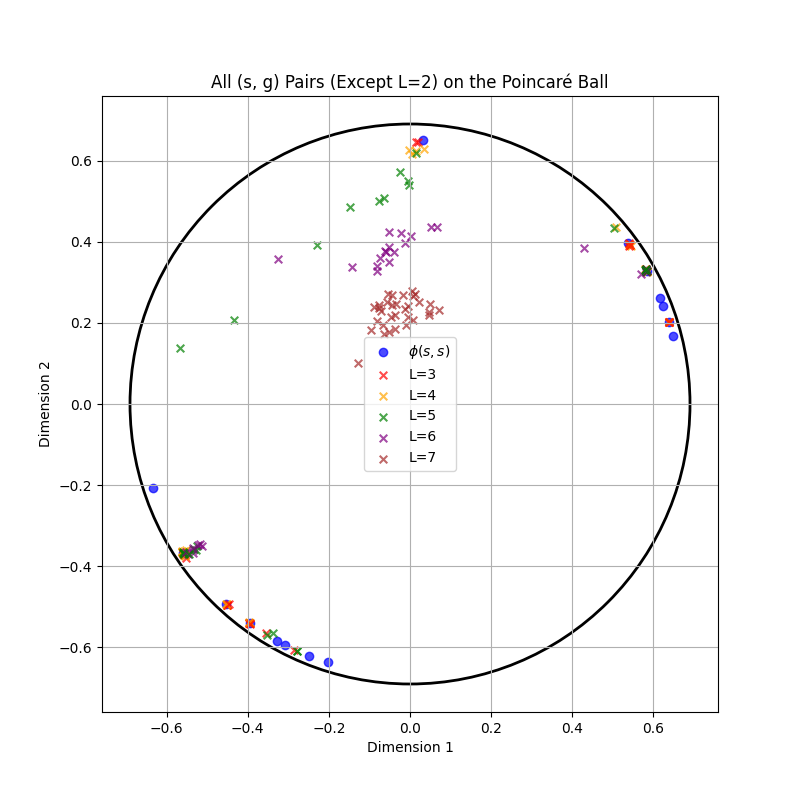 All (s, g) Pairs (Except L=2) on the Poincaré Ball
Dimension 2
0.6
0.4
0.2
0.0
−0.2
−0.4
−0.6
ϕ(s, s)
L=3
L=4
L=5
L=6
L=7
−0.6 −0.4 −0.2 0.0 0.2 0.4 0.6
Dimension 1